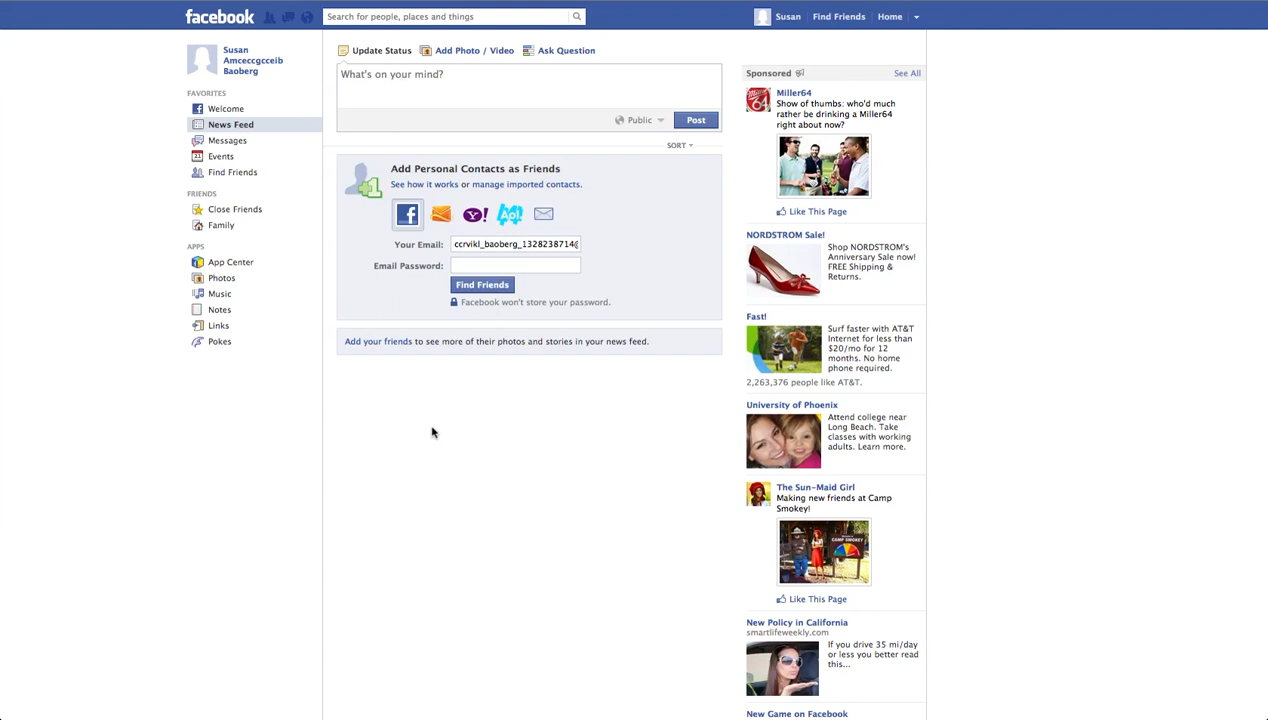 facebook
Search for people, places and things
Susan
Find Friends
Home
Susan
Amceccgcceib
Baoberg
FAVORITES
Welcome
News Feed
Messages
Events
Find Friends
FRIENDS
Close Friends
Family
APPS
App Center
Photos
Music
Notes
Links
Pokes
Update Status
Add Photo / Video
Ask Question
What's on your mind?
Public
Post
SORT
Add Personal Contacts as Friends
See how it works or manage imported contacts.
Y!
Aol
Your Email: ccrvikl_baoberg_1328238714@
Email Password:
Find Friends
Facebook won't store your password.
Add your friends to see more of their photos and stories in your news feed.
Sponsored
See All
Miller64
Show of thumbs: who'd much
rather be drinking a Miller64
right about now?
Like This Page
NORDSTROM Sale!
Shop NORDSTROM's
Anniversary Sale now!
FREE Shipping &
Returns.
Fast!
Surf faster with AT&T
Internet for less than
$20/mo for 12
months. No home
phone required.
2,263,376 people like AT&T.
University of Phoenix
Attend college near
Long Beach. Take
classes with working
adults. Learn more.
The Sun-Maid Girl
Making new friends at Camp
Smokey!
CAMP SMOKEY
Like This Page
New Policy in California
smartlifeweekly.com
If you drive 35 mi/day
or less you better read
this...
New Game on Facebook